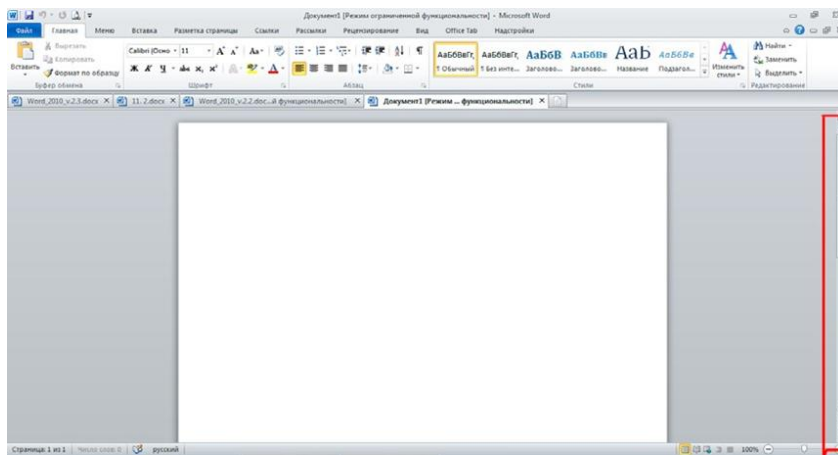 Документ1 [Режим ограниченной функциональности] - Microsoft Word
Файл Главная Меню Вставка Разметка страницы Ссылки Рассылки Рецензирование Вид Office Tab Надстройки
Вставить
Вырезать
Копировать
Формат по образцу
Буфер обмена
Calibri (Осно 11
Ж К Ч abc x, x²
Шрифт
Абзац
АаБбВвГг, АаБбВвГг, АаБбВ АаБбВв АаБ АаБбВв
¶ Обычный ¶ Без инте... Заголово... Заголово... Название Подзагол...
Стили
Изменить стили
Найти
Заменить
Выделить
Редактирование
Word_2010_v.2.3.docx 11. 2.docx Word_2010_v.2.2.doc...й функциональности] Документ1 [Режим ... функциональности]
Страница: 1 из 1 Число слов: 0 русский 100%